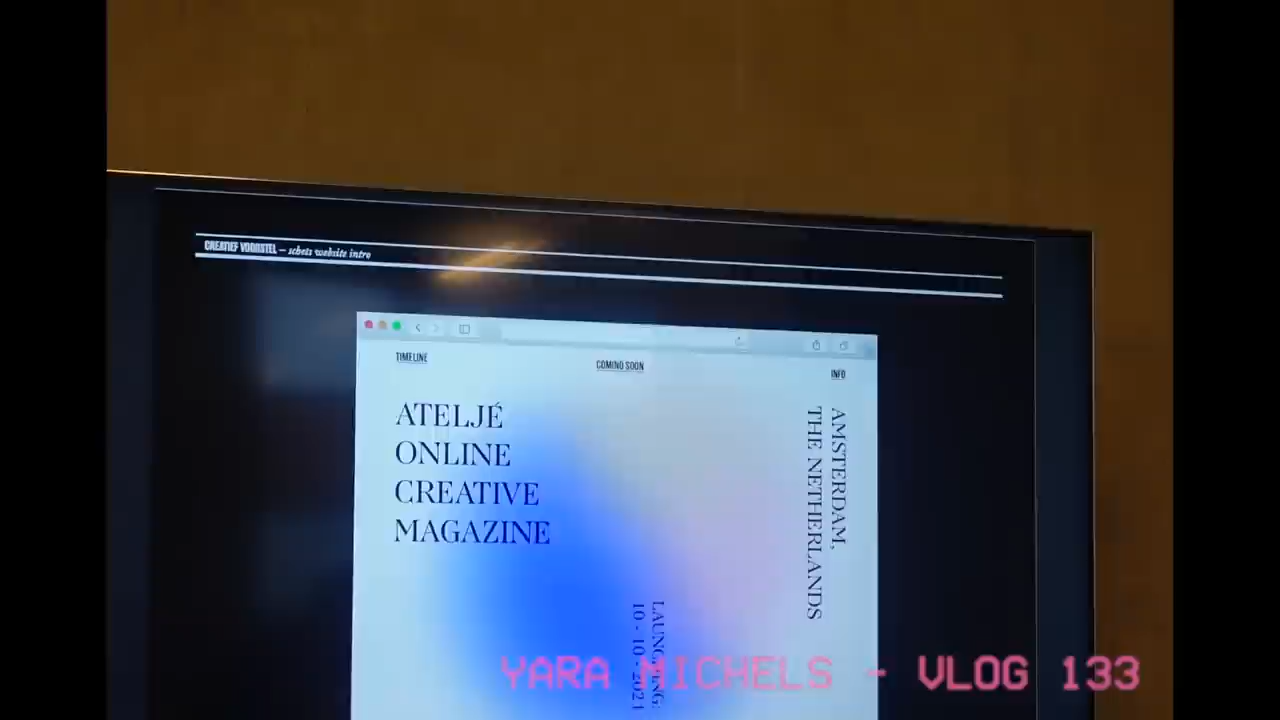 CREATIEF VOORSTEL – schets website intro
TIMELINE
COMING SOON
INFO
ATELJÉ
ONLINE
CREATIVE
MAGAZINE
AMSTERDAM,
THE NETHERLANDS
LAUNCHING:
10 - 10 - 2021
YARA MICHELS - VLOG 133